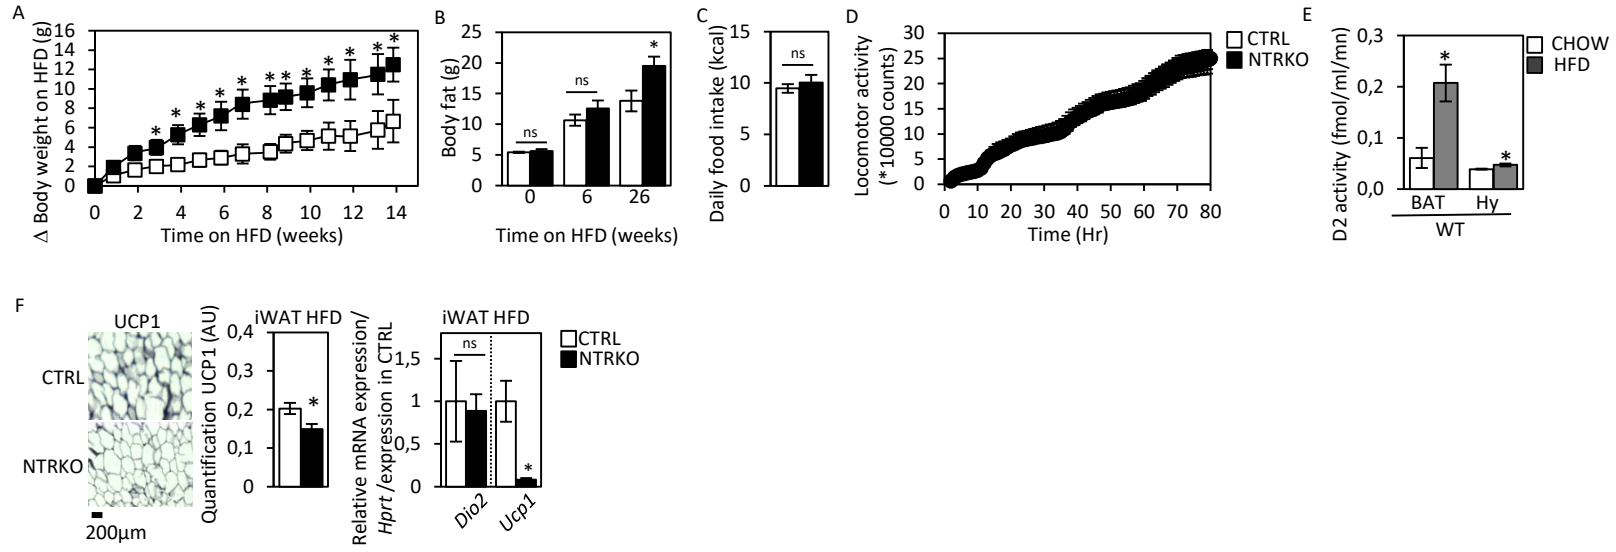 A
Δ Body weight on HFD (g)
16
14
12
10
8
6
4
2
0
* * * * * * * * * * * *
0 2 4 6 8 10 12 14
Time on HFD (weeks)
B
Body fat (g)
25
20
15
10
5
0
ns
ns
*
0 6 26
Time on HFD (weeks)
C
Daily food intake (kcal)
15
10
5
0
ns
D
Locomotor activity
(*10000 counts)
30
25
20
15
10
5
0
0 10 20 30 40 50 60 70 80
Time (Hr)
CTRL
NTRKO
E
D2 activity (fmol/ml/mn)
0,3
0,2
0,1
0,0
*
*
BAT Hy
WT
CHOW
HFD
F
UCP1
CTRL
NTRKO
200µm
Quantification UCP1 (AU)
iWAT HFD
0,4
0,3
0,2
0,1
0
*
Relative mRNA expression/
Hprt /expression in CTRL
iWAT HFD
1,5
1
0,5
0
ns
*
Dio2
Ucp1
CTRL
NTRKO